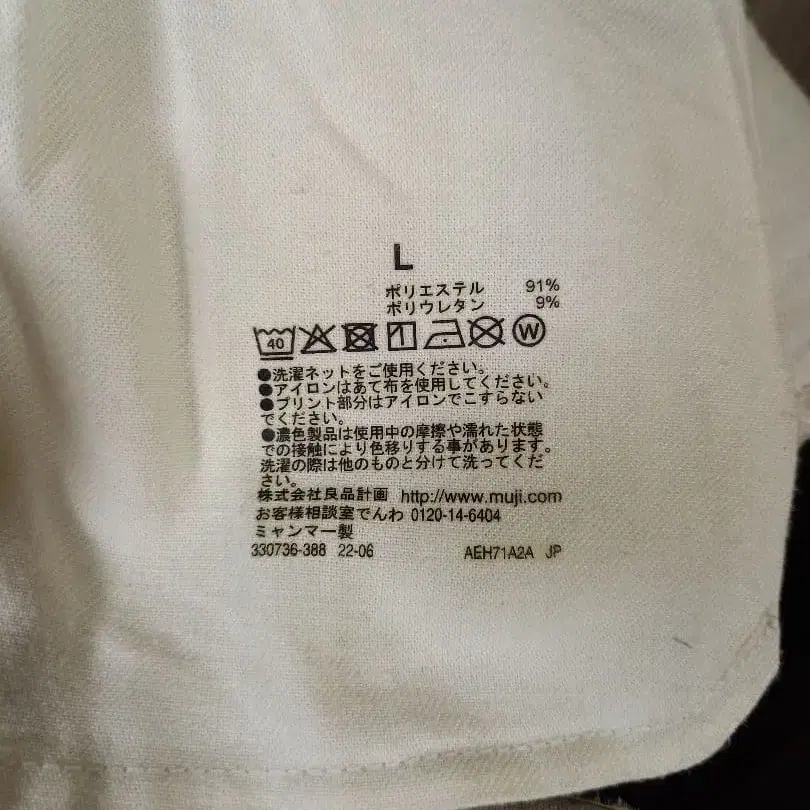 L
ポリエステル 91%
ポリウレタン 9%
40 W
●洗濯ネットをご使用ください。
●アイロンはあて布を使用してください。
●プリント部分はアイロンでこすらない
でください。
●濃色製品は使用中の摩擦や濡れた状態
での接触により色移りする事があります。
洗濯の際は他のものと分けて洗ってくだ
さい。
株式会社良品計画 http://www.muji.com
お客様相談室でんわ 0120-14-6404
ミャンマー製
330736-388 22-06 AEH71A2A JP